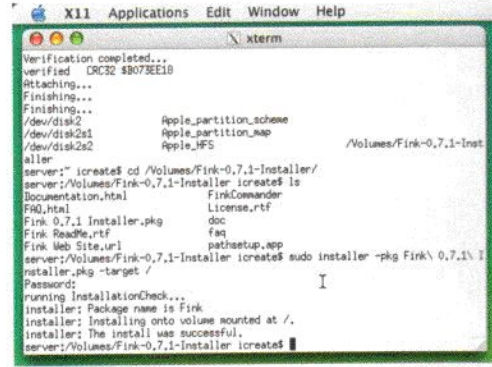 X11 Applications Edit Window Help
xterm
Verification completed...
verified CRC32 $B073EE18
Attaching...
Finishing...
Finishing...
/dev/disk2 Apple_partition_scheme
/dev/disk2s1 Apple_partition_map
/dev/disk2s2 Apple_HFS /Volumes/Fink-0.7.1-Inst
aller
server:~ icreate$ cd /Volumes/Fink-0.7.1-Installer/
server:/Volumes/Fink-0.7.1-Installer icreate$ ls
Documentation.html FinkCommander
FAQ.html License.rtf
Fink 0.7.1 Installer.pkg doc
Fink ReadMe.rtf faq
Fink Web Site.url pathsetup.app
server:/Volumes/Fink-0.7.1-Installer icreate$ sudo installer -pkg Fink\ 0.7.1\ I
nstaller.pkg -target /
Password:
running InstallationCheck...
installer: Package name is Fink
installer: Installing onto volume mounted at /.
installer: The install was successful.
server:/Volumes/Fink-0.7.1-Installer icreate$